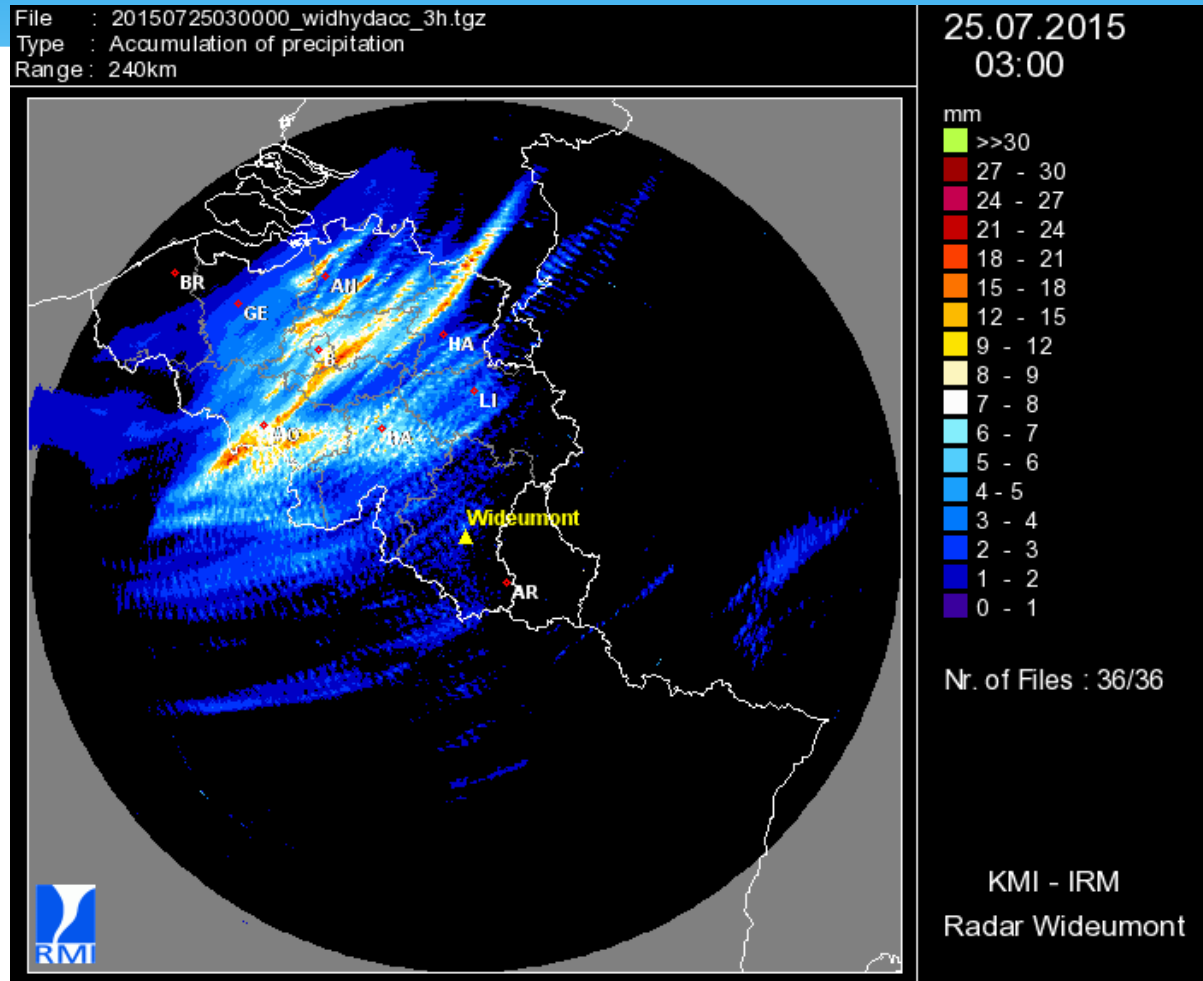 File : 20150725030000_widhydacc_3h.tgz
Type : Accumulation of precipitation
Range : 240km
25.07.2015
03:00
mm
>>30
27 - 30
24 - 27
21 - 24
18 - 21
15 - 18
12 - 15
9 - 12
8 - 9
7 - 8
6 - 7
5 - 6
4 - 5
3 - 4
2 - 3
1 - 2
0 - 1
Nr. of Files : 36/36
KMI - IRM
Radar Wideumont
BR
AN
GE
HA
LI
Wideumont
AR
RMI